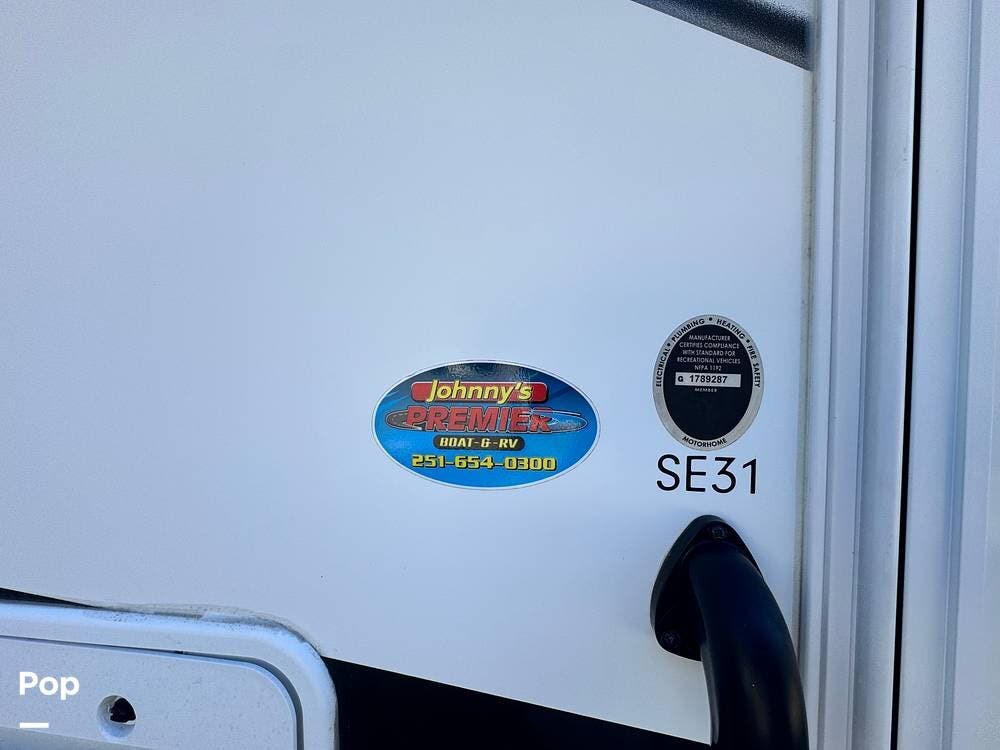 Johnny's
PREMIER
BOAT-&-RV
251-654-0300
ELECTRICAL • PLUMBING • HEATING • FIRE SAFETY
MANUFACTURER
CERTIFIES COMPLIANCE
WITH STANDARD FOR
RECREATIONAL VEHICLES
NFPA 1192
G 1789287
MEMBER
MOTORHOME
SE31
Pop